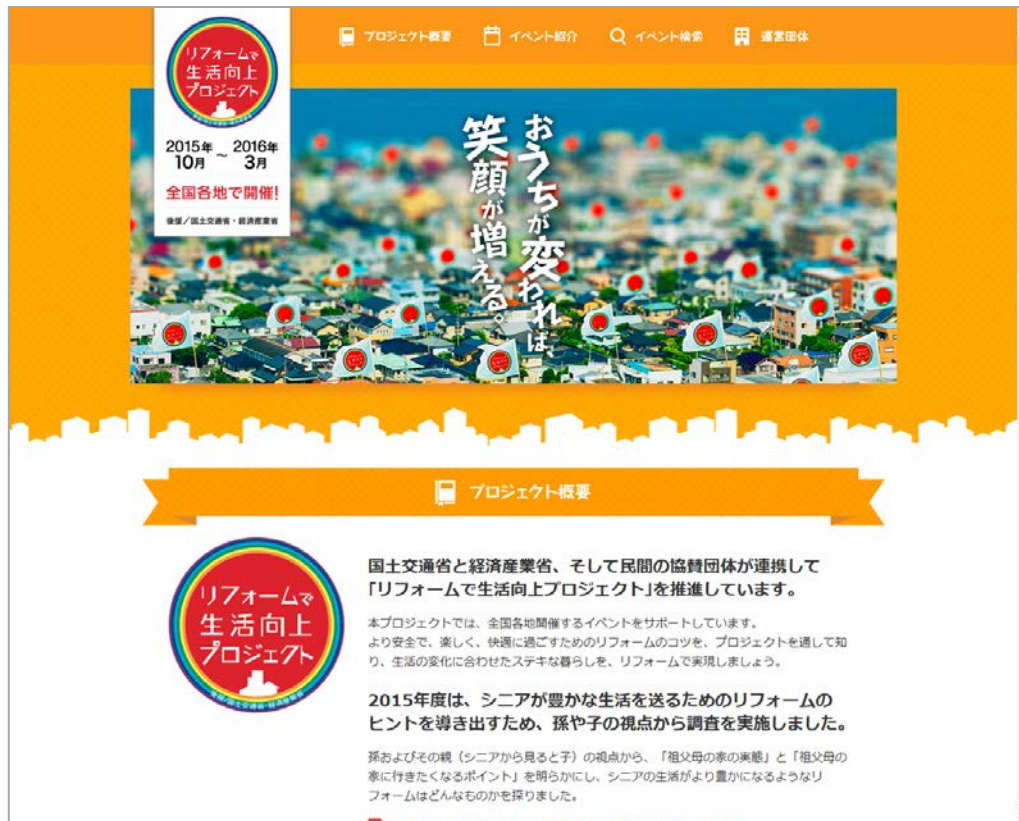 プロジェクト概要
イベント紹介
イベント検索
運営団体
リフォームで
生活向上
プロジェクト
2015年
10月
～
2016年
3月
全国各地で開催!
後援／国土交通省・経済産業省
おうちが変われば、
笑顔が増える。
プロジェクト概要
リフォームで
生活向上
プロジェクト
後援／国土交通省・経済産業省
国土交通省と経済産業省、そして民間の協賛団体が連携して
「リフォームで生活向上プロジェクト」を推進しています。
本プロジェクトでは、全国各地開催するイベントをサポートしています。
より安全で、楽しく、快適に過ごすためのリフォームのコツを、プロジェクトを通して知
り、生活の変化に合わせたステキな暮らしを、リフォームで実現しましょう。
2015年度は、シニアが豊かな生活を送るためのリフォームの
ヒントを導き出すため、孫や子の視点から調査を実施しました。
孫およびその親（シニアから見ると子）の視点から、「祖父母の家の実態」と「祖父母の
家に行きたくなるポイント」を明らかにし、シニアの生活がより豊かになるようなリ
フォームはどんなものかを探りました。